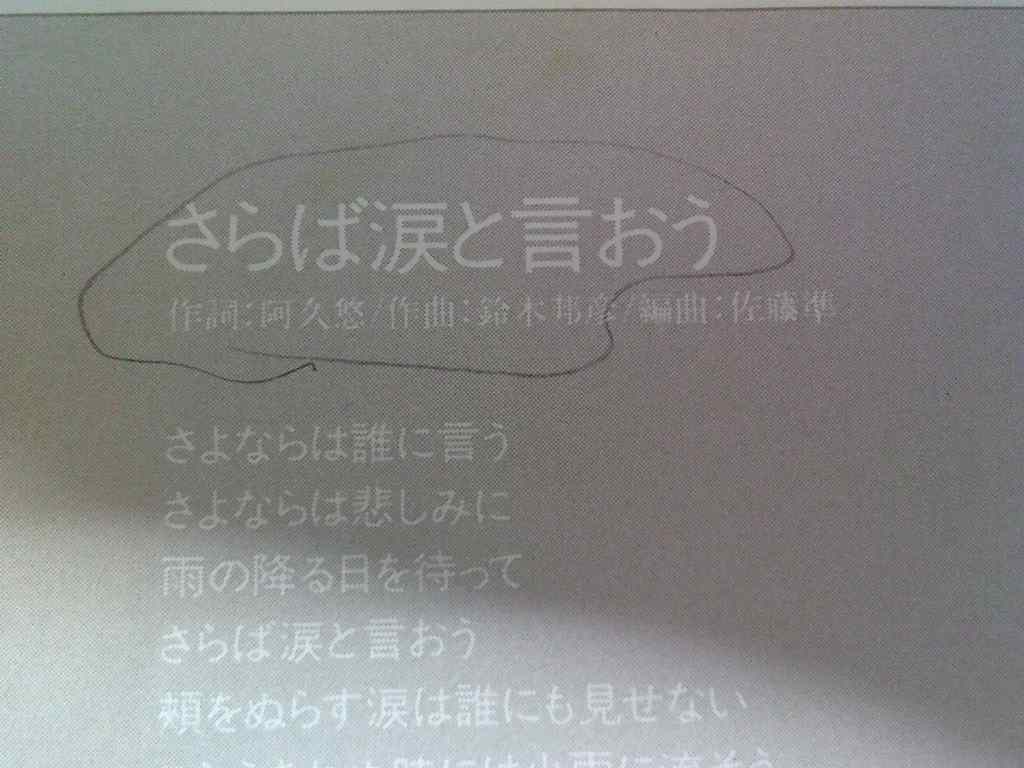 さらば涙と言おう
作詞:阿久悠/作曲:鈴木邦彦/編曲:佐藤準
さよならは誰に言う
さよならは悲しみに
雨の降る日を待って
さらば涙と言おう
頬をぬらす涙は誰にも見せない